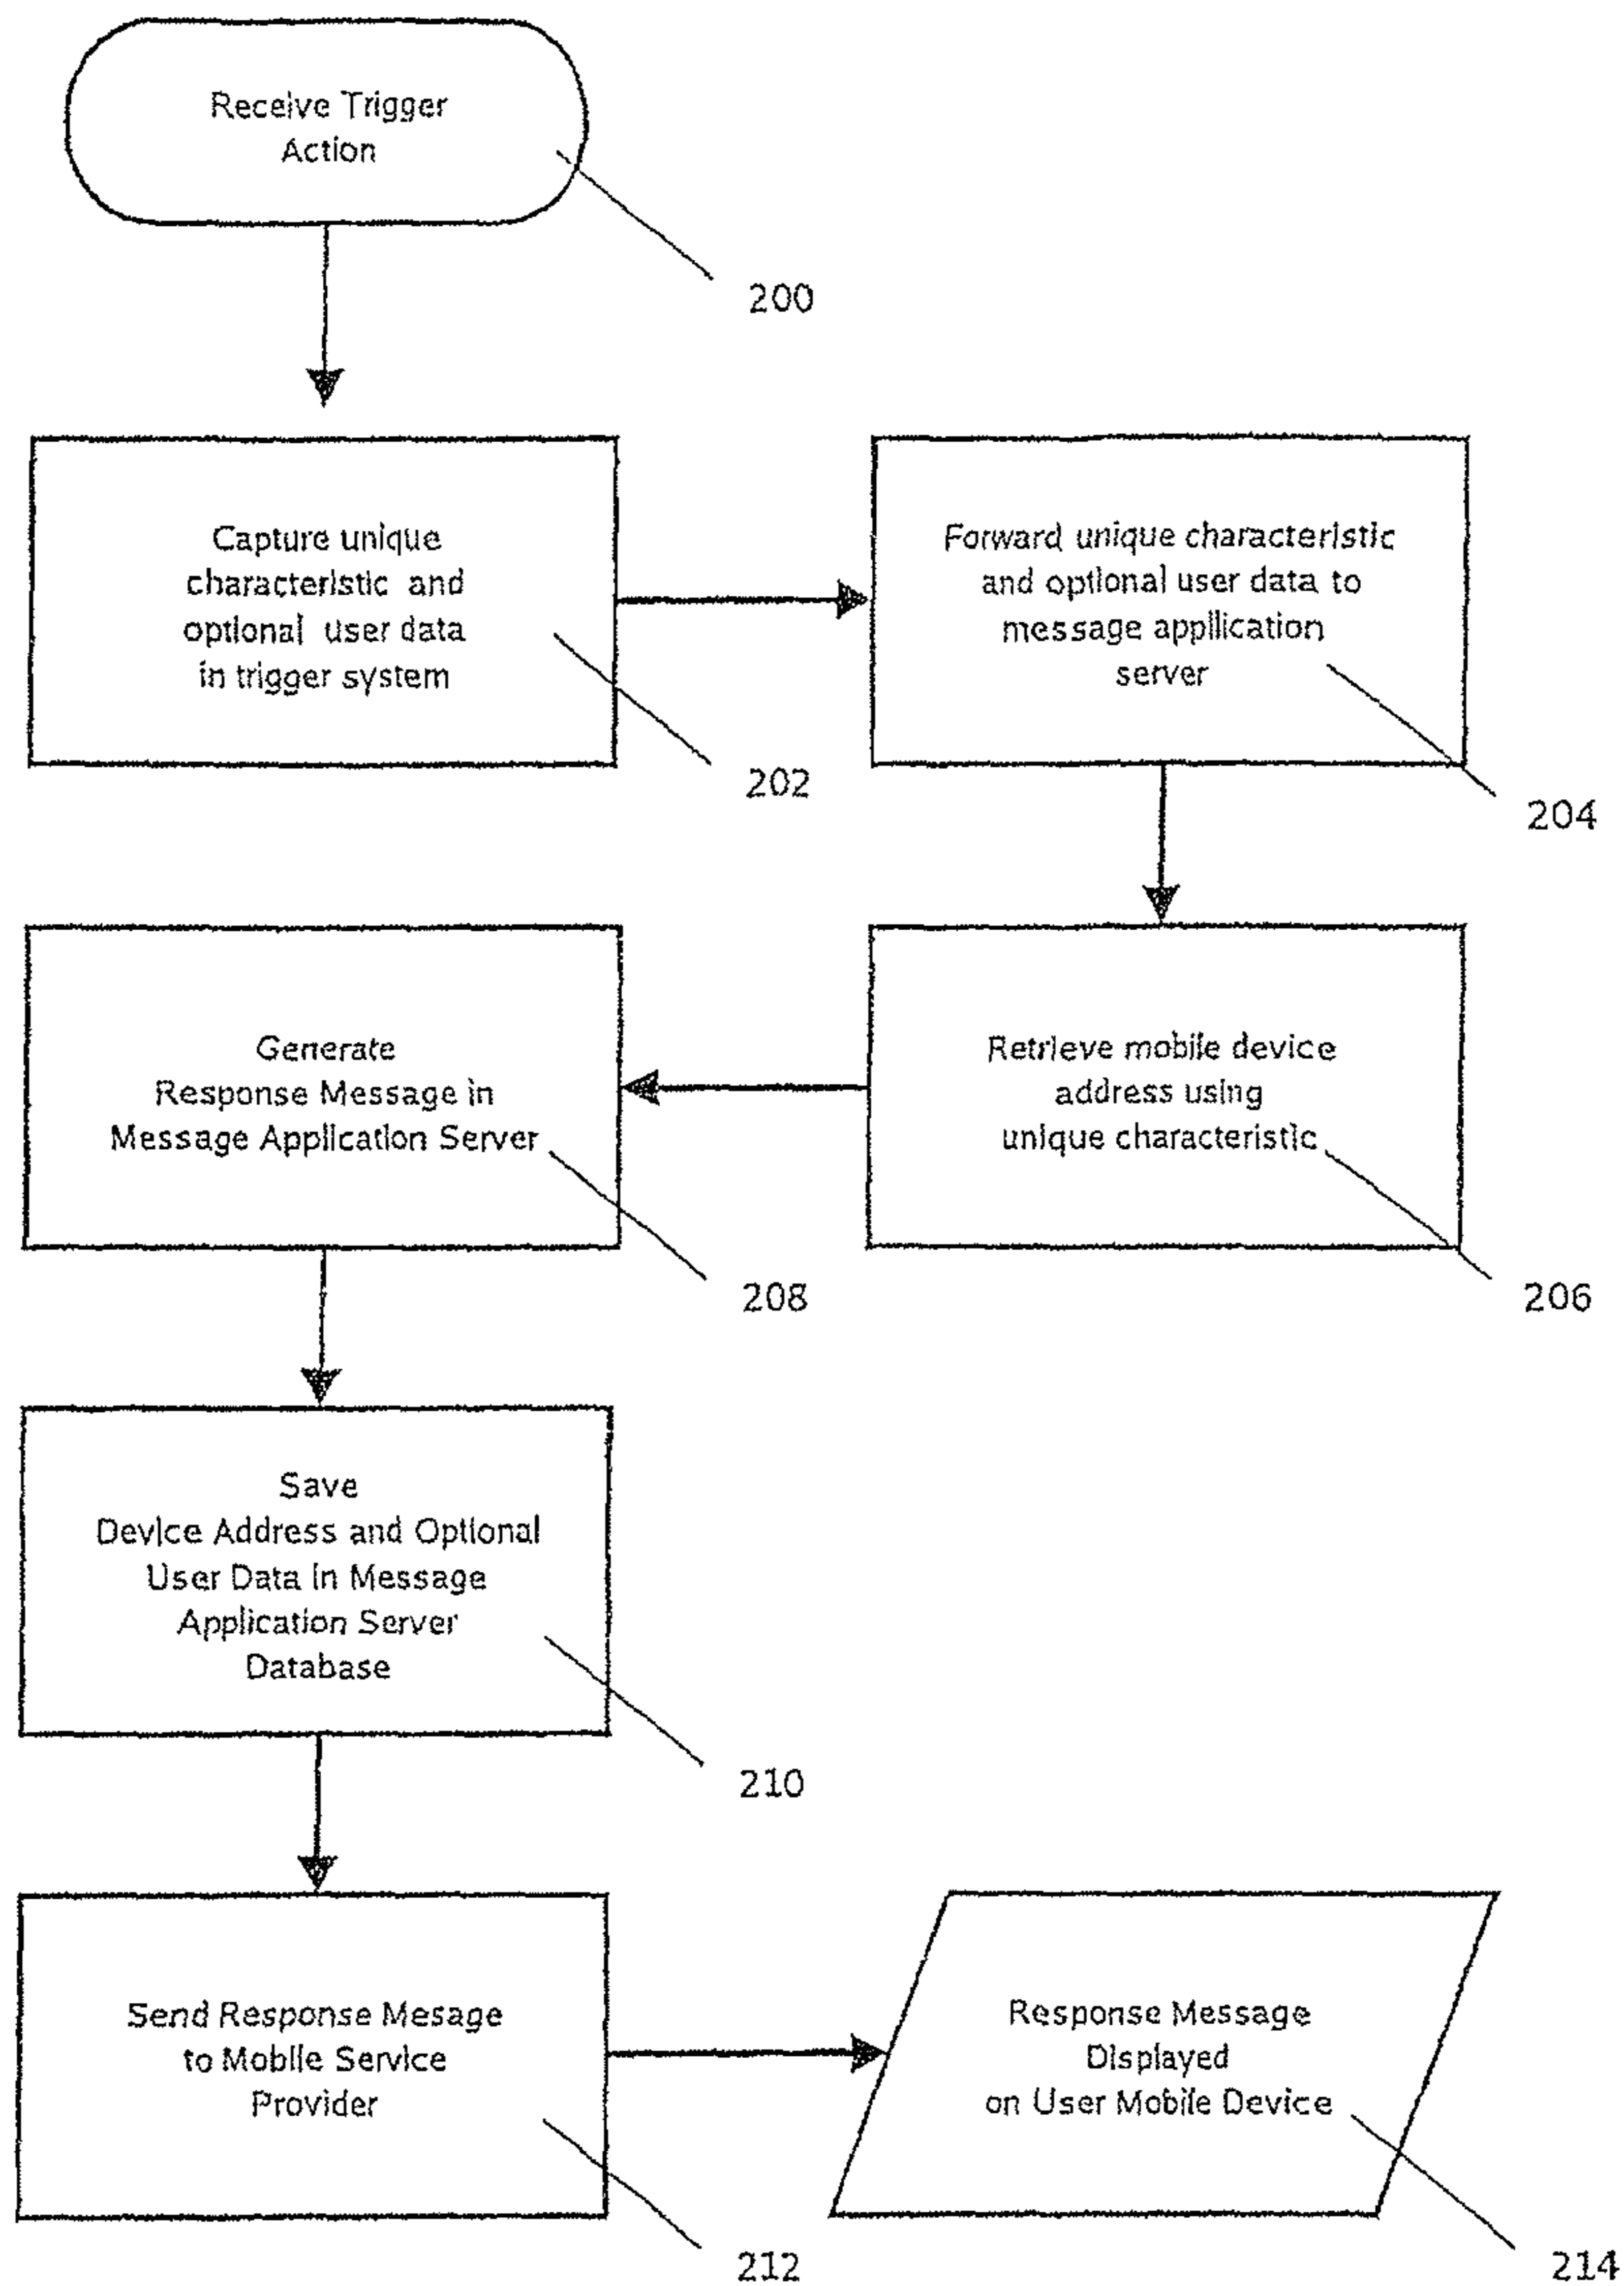 Receive Trigger
Action
200
Capture unique
characteristic and
optional user data
in trigger system
202
Forward unique characteristic
and optional user data to
message application
server
204
Generate
Response Message in
Message Application Server
208
Retrieve mobile device
address using
unique characteristic
206
Save
Device Address and Optional
User Data in Message
Application Server
Database
210
Send Response Mesage
to Mobile Service
Provider
212
Response Message
Displayed
on User Mobile Device
214